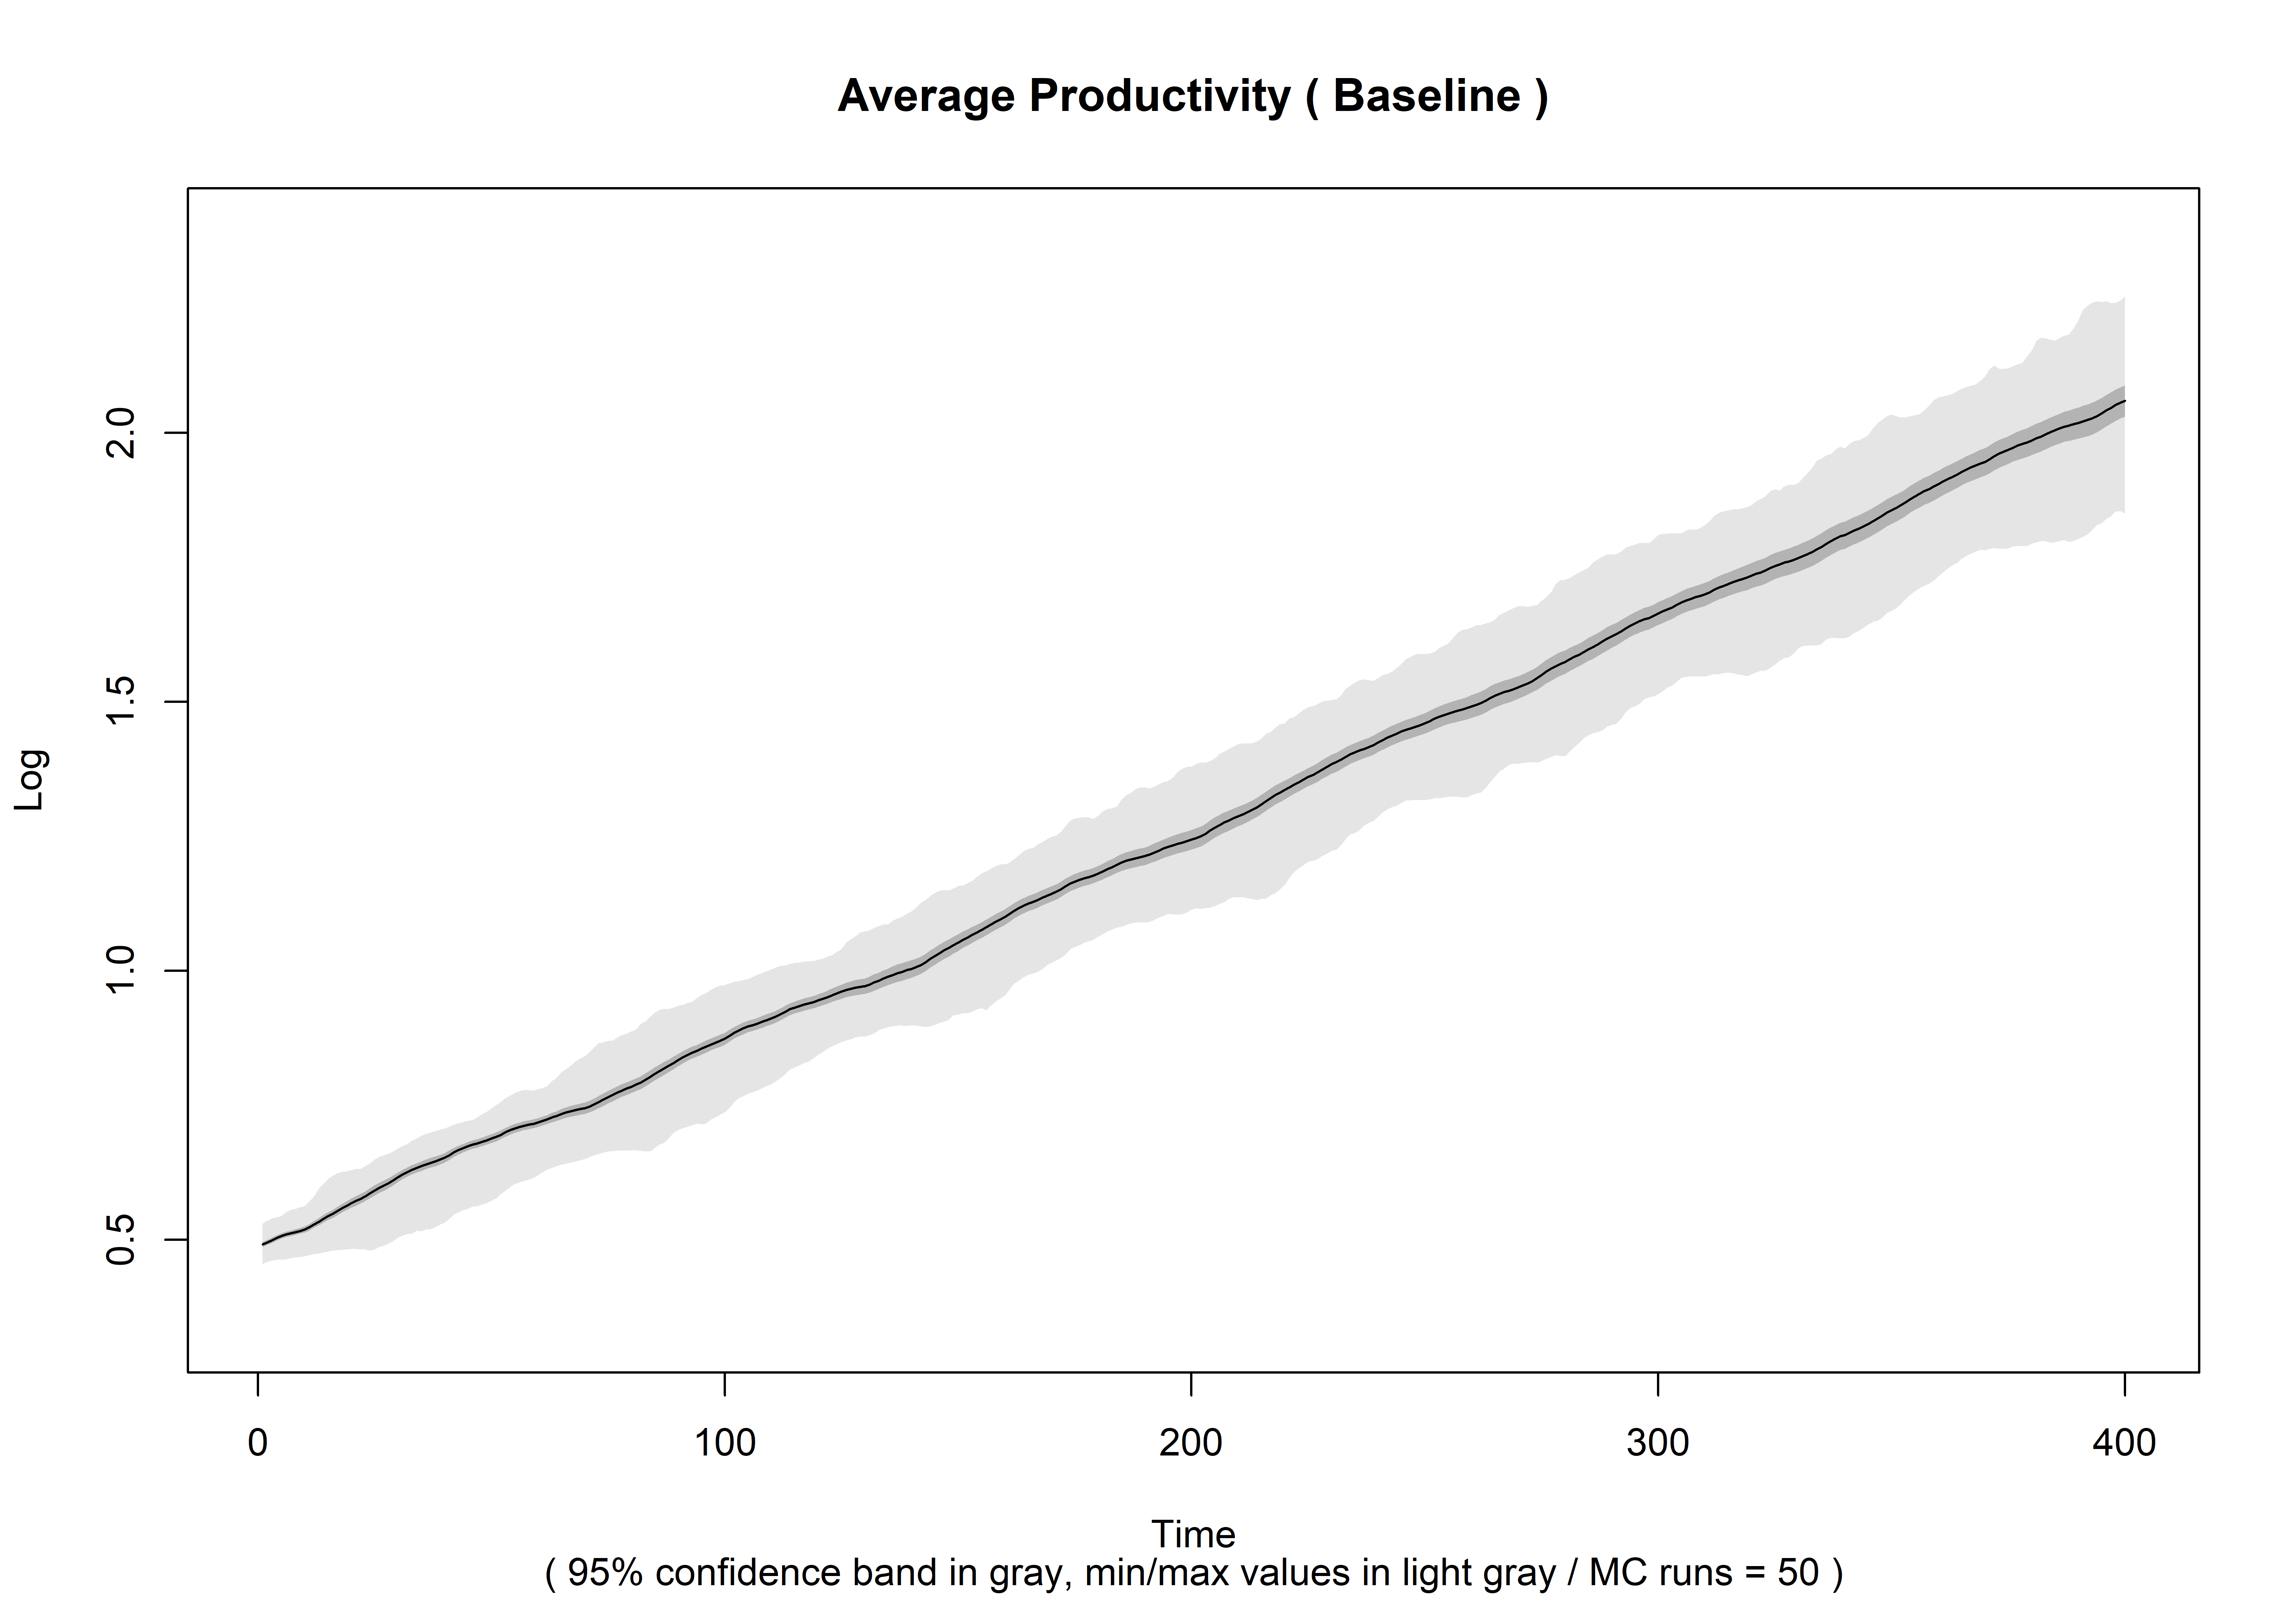 Average Productivity ( Baseline )
Log
2.0
1.5
1.0
0.5
0 100 200 300 400
Time
( 95% confidence band in gray, min/max values in light gray / MC runs = 50 )